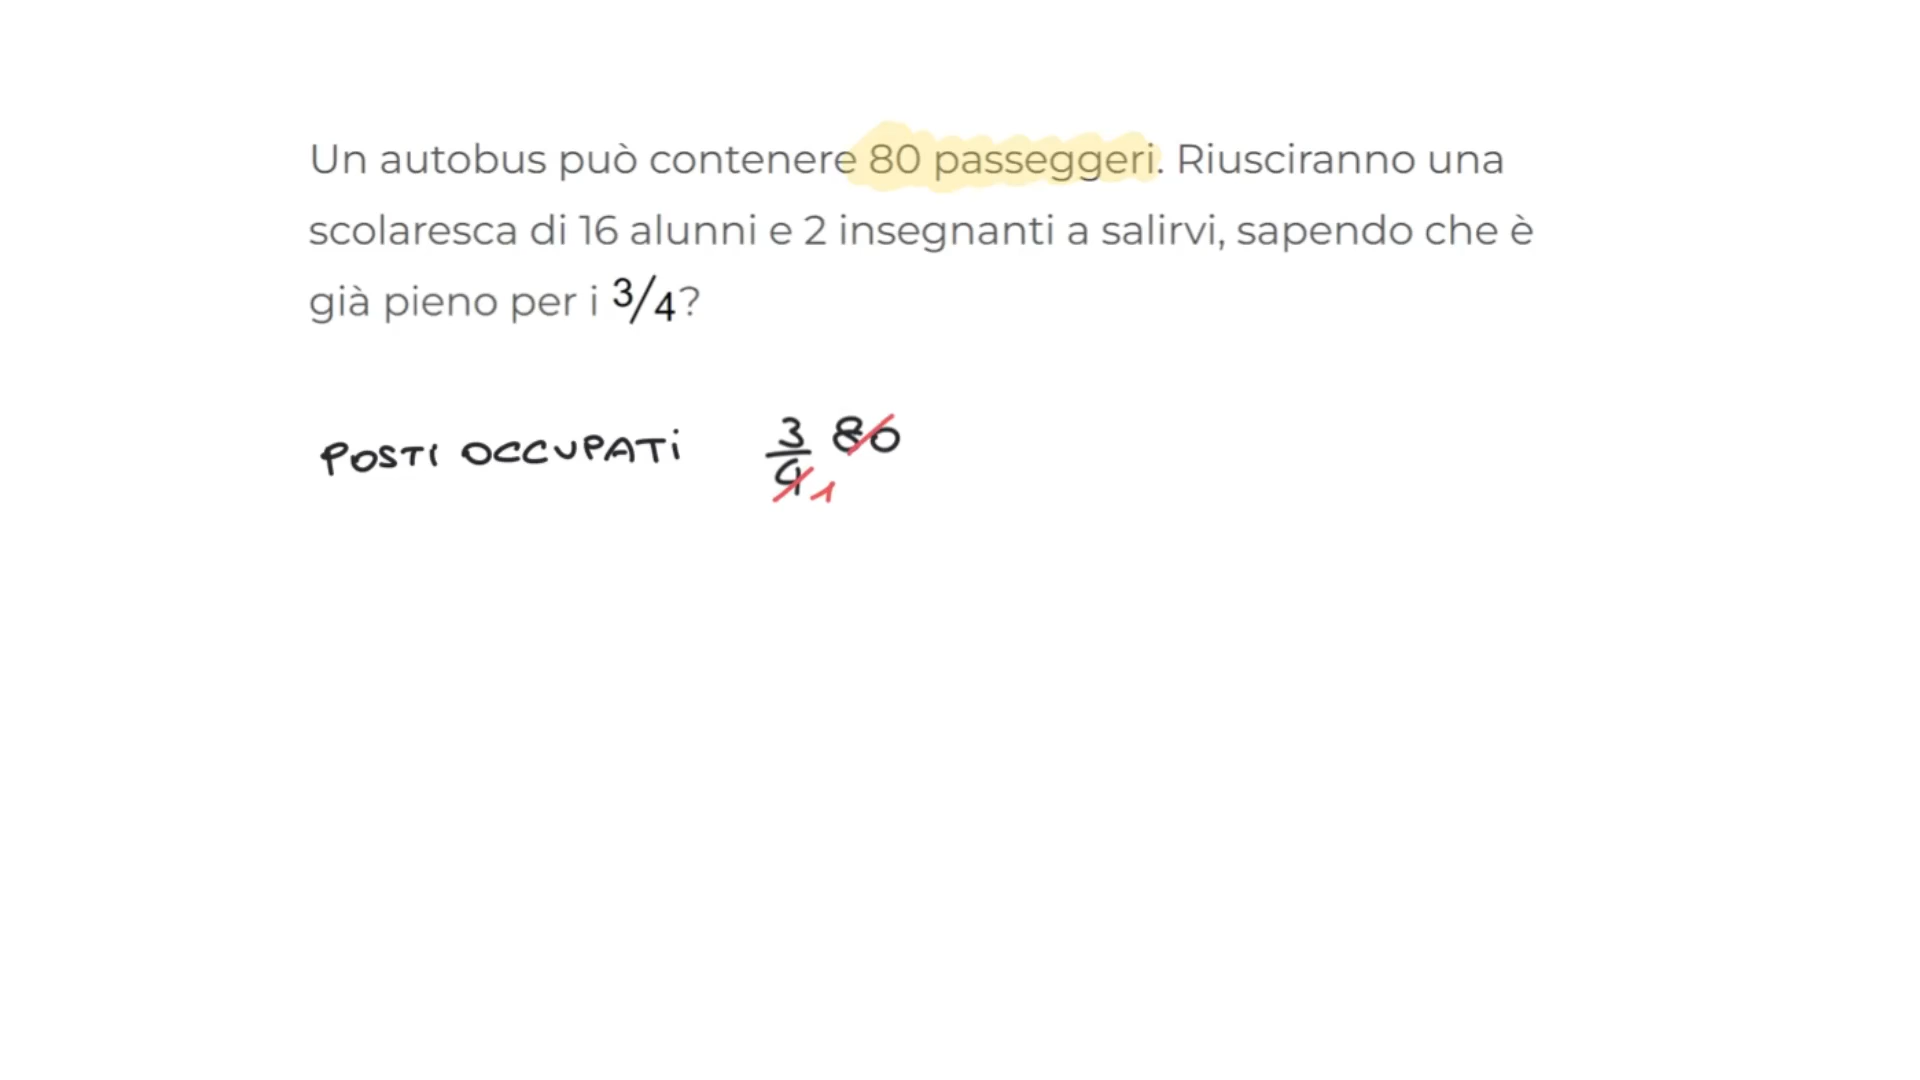 Un autobus può contenere 80 passeggeri. Riusciranno una
scolaresca di 16 alunni e 2 insegnanti a salirvi, sapendo che è
già pieno per i 3/4?
POSTI OCCUPATI 3/4 80
1